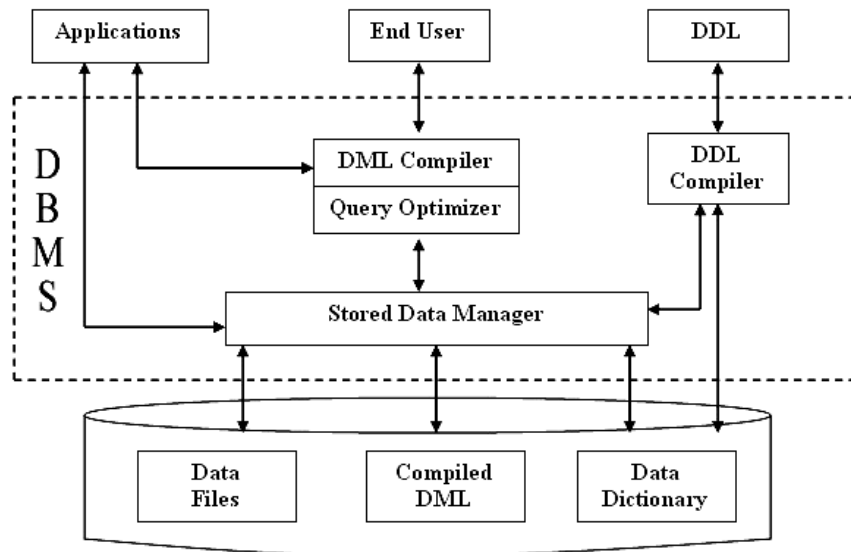 Applications
End User
DDL
D
B
M
S
DML Compiler
Query Optimizer
DDL
Compiler
Stored Data Manager
Data
Files
Compiled
DML
Data
Dictionary